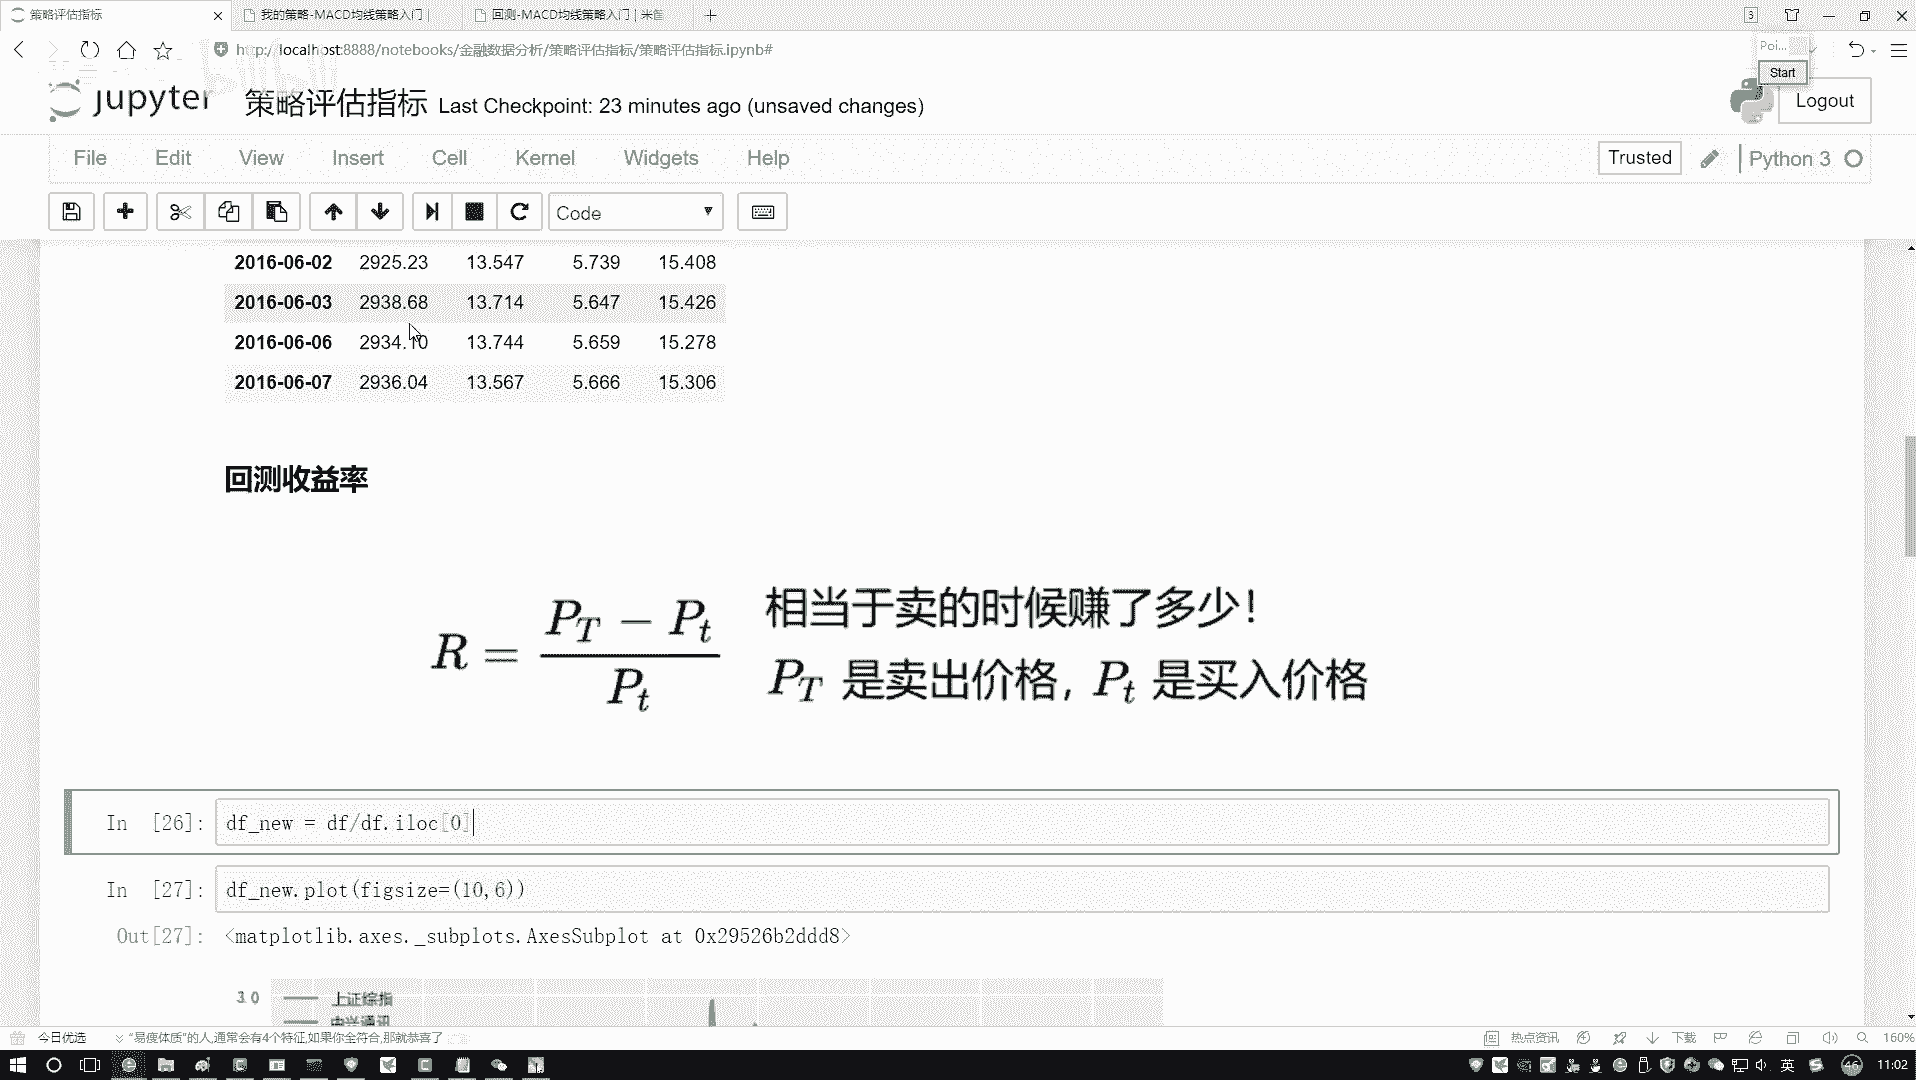 策略评估指标
我的策略-MACD均线策略入门 |
回测-MACD均线策略入门 | 米筐
3
http://localhost:8888/notebooks/金融数据分析/策略评估指标/策略评估指标.ipynb#
Poi...
Start
jupyter 策略评估指标 Last Checkpoint: 23 minutes ago (unsaved changes)
Logout
File Edit View Insert Cell Kernel Widgets Help
Trusted Python 3
Code
2016-06-02 2925.23 13.547 5.739 15.408
2016-06-03 2938.68 13.714 5.647 15.426
2016-06-06 2934.10 13.744 5.659 15.278
2016-06-07 2936.04 13.567 5.666 15.306
回测收益率
R = (P_T − P_t) / P_t
相当于卖的时候赚了多少！
P_T 是卖出价格，P_t 是买入价格
In [26]: df_new = df/df.iloc[0]
In [27]: df_new.plot(figsize=(10,6))
Out[27]: <matplotlib.axes._subplots.AxesSubplot at 0x29526b2ddd8>
3.0 上证综指
中兴通讯
今日优选 “易瘦体质”的人,通常会有4个特征,如果你全符合,那就恭喜了
热点资讯 下载 160%
英 46 11:02